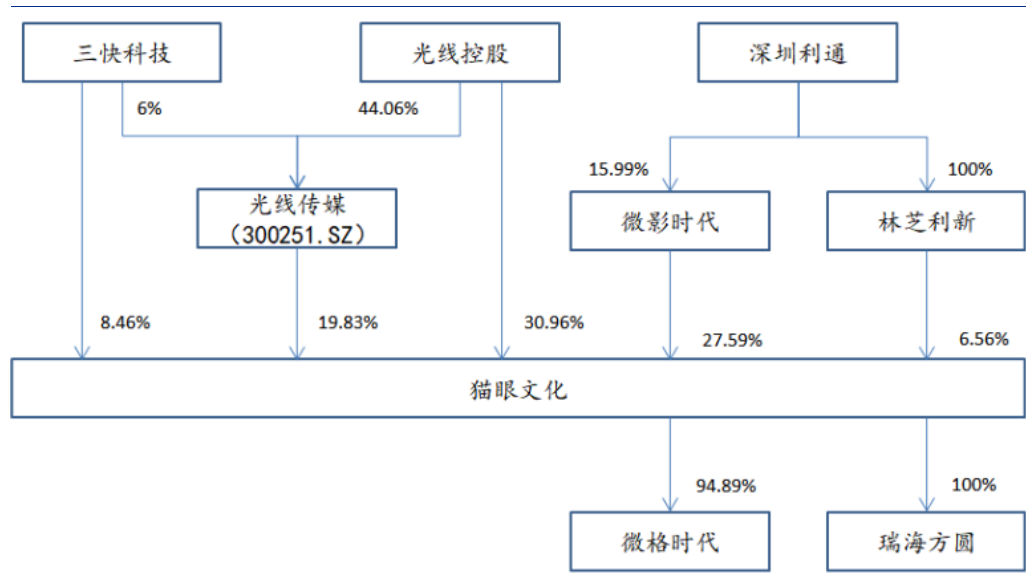 三快科技
光线控股
深圳利通
6%
44.06%
15.99%
100%
光线传媒
（300251.SZ）
微影时代
林芝利新
8.46%
19.83%
30.96%
27.59%
6.56%
猫眼文化
94.89%
100%
微格时代
瑞海方圆